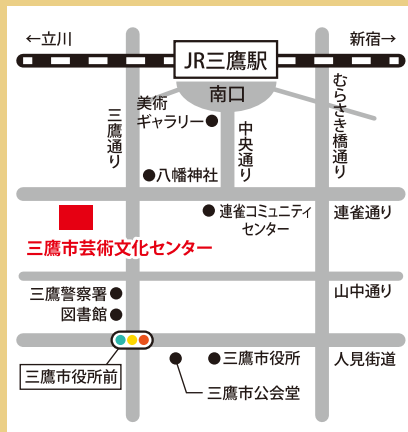 ←立川
新宿→
JR三鷹駅
南口
美術
ギャラリー
三鷹通り
中央通り
むらさき橋通り
八幡神社
連雀コミュニティ
センター
連雀通り
三鷹市芸術文化センター
三鷹警察署
図書館
山中通り
三鷹市役所
人見街道
三鷹市役所前
三鷹市公会堂